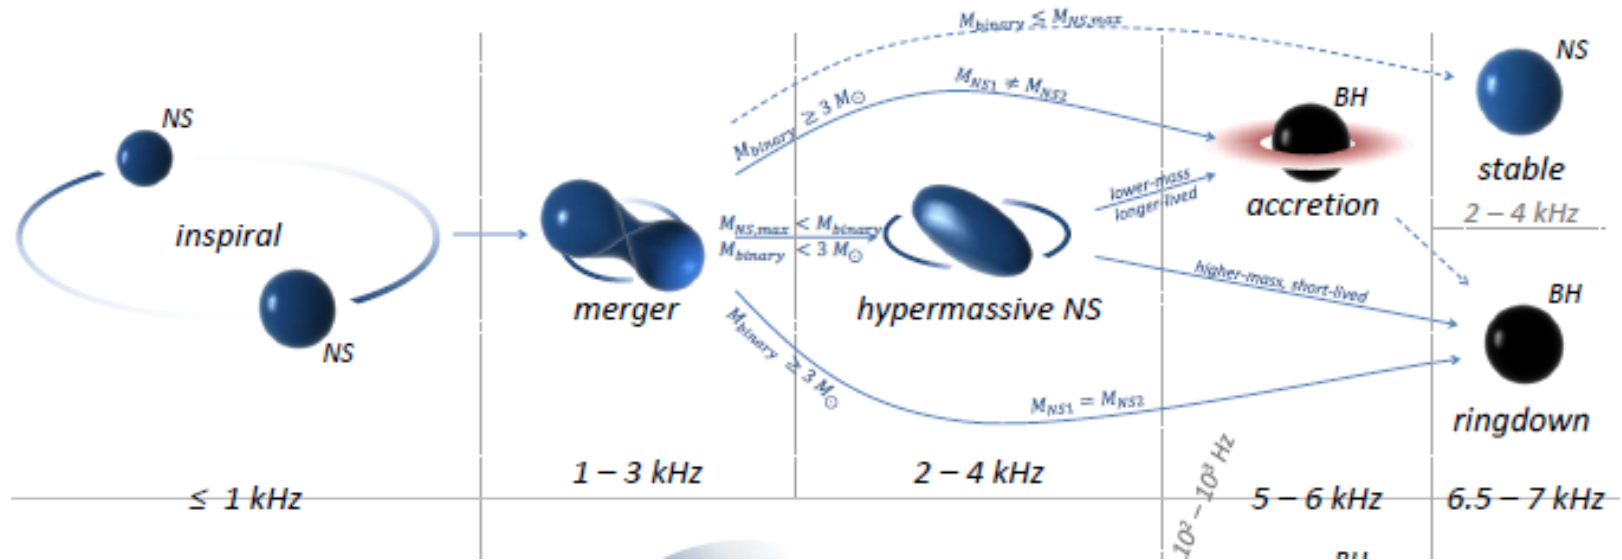 M_binary ≲ M_NS,max
NS
M_NS1 ≠ M_NS2
BH
M_binary ≳ 3 M_⊙
NS
stable
lower-mass
longer-lived
accretion
2 – 4 kHz
inspiral
M_NS,max < M_binary
M_binary < 3 M_⊙
higher-mass, short-lived
BH
merger
hypermassive NS
NS
M_binary ≳ 3 M_⊙
M_NS1 = M_NS2
ringdown
≤ 1 kHz
1 – 3 kHz
2 – 4 kHz
10² – 10³ Hz
5 – 6 kHz
6.5 – 7 kHz
BH